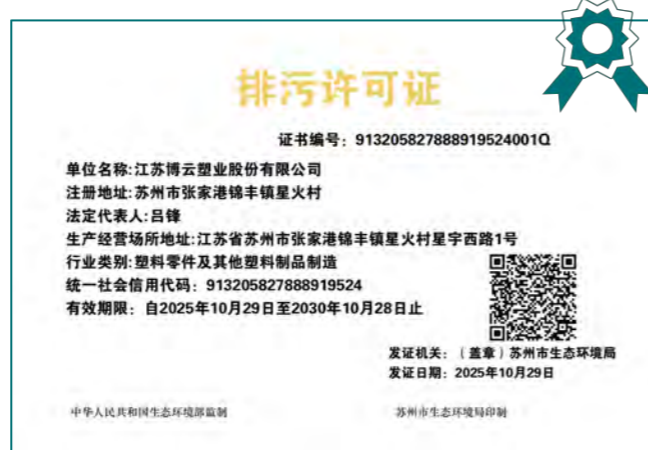 排污许可证
证书编号：913205827888919524001Q
单位名称:江苏博云塑业股份有限公司
注册地址:苏州市张家港锦丰镇星火村
法定代表人:吕锋
生产经营场所地址:江苏省苏州市张家港锦丰镇星火村星宇西路1号
行业类别:塑料零件及其他塑料制品制造
统一社会信用代码：913205827888919524
有效期限：自2025年10月29日至2030年10月28日止
发证机关：（盖章）苏州市生态环境局
发证日期：2025年10月29日
中华人民共和国生态环境部监制
苏州市生态环境局印制